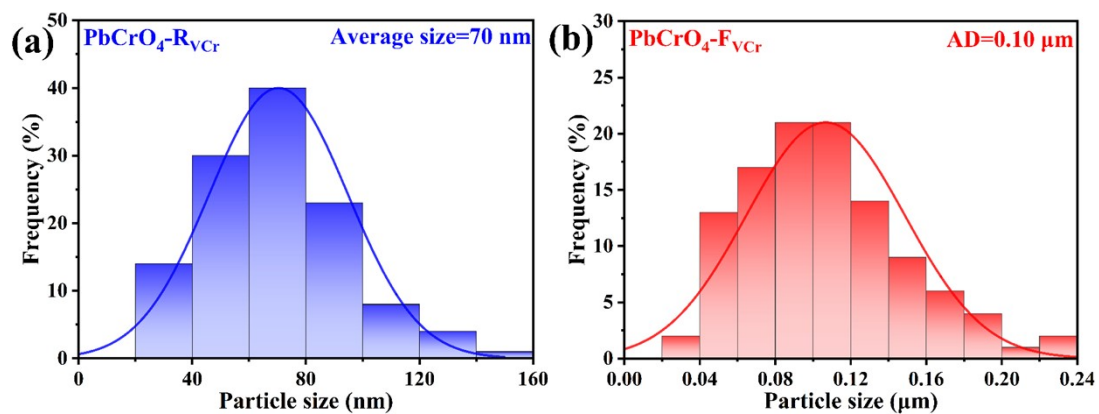 (a)
PbCrO₄-R_VCr
Average size=70 nm
50
40
30
20
10
0
Frequency (%)
0 40 80 120 160
Particle size (nm)
(b)
PbCrO₄-F_VCr
AD=0.10 μm
30
25
20
15
10
5
0
Frequency (%)
0.00 0.04 0.08 0.12 0.16 0.20 0.24
Particle size (μm)